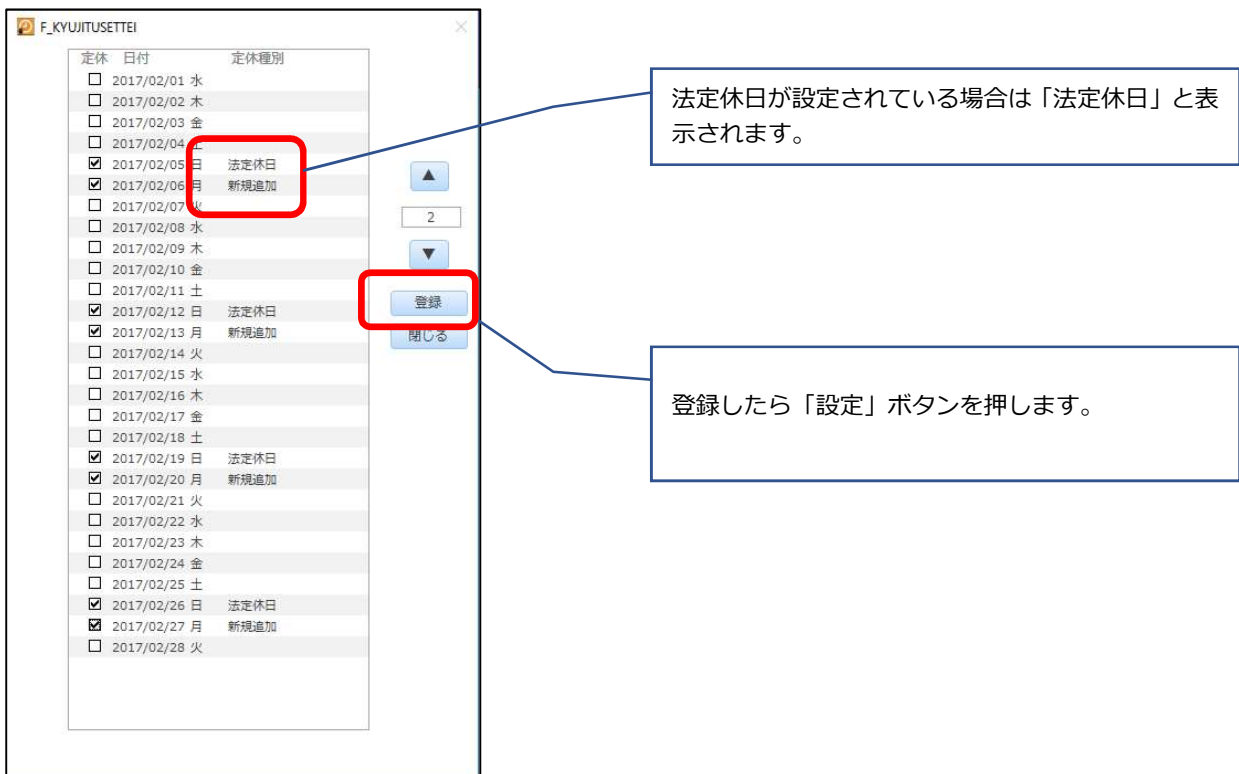 F_KYUJITUSETTEI
定休 日付 定休種別
2017/02/01 水
2017/02/02 木
2017/02/03 金
2017/02/04 土
2017/02/05 日 法定休日
2017/02/06 月 新規追加
2017/02/07 火
2017/02/08 水
2017/02/09 木
2017/02/10 金
2017/02/11 土
2017/02/12 日 法定休日
2017/02/13 月 新規追加
2017/02/14 火
2017/02/15 水
2017/02/16 木
2017/02/17 金
2017/02/18 土
2017/02/19 日 法定休日
2017/02/20 月 新規追加
2017/02/21 火
2017/02/22 水
2017/02/23 木
2017/02/24 金
2017/02/25 土
2017/02/26 日 法定休日
2017/02/27 月 新規追加
2017/02/28 火
▲
2
▼
登録
閉じる
法定休日が設定されている場合は「法定休日」と表
示されます。
登録したら「設定」ボタンを押します。